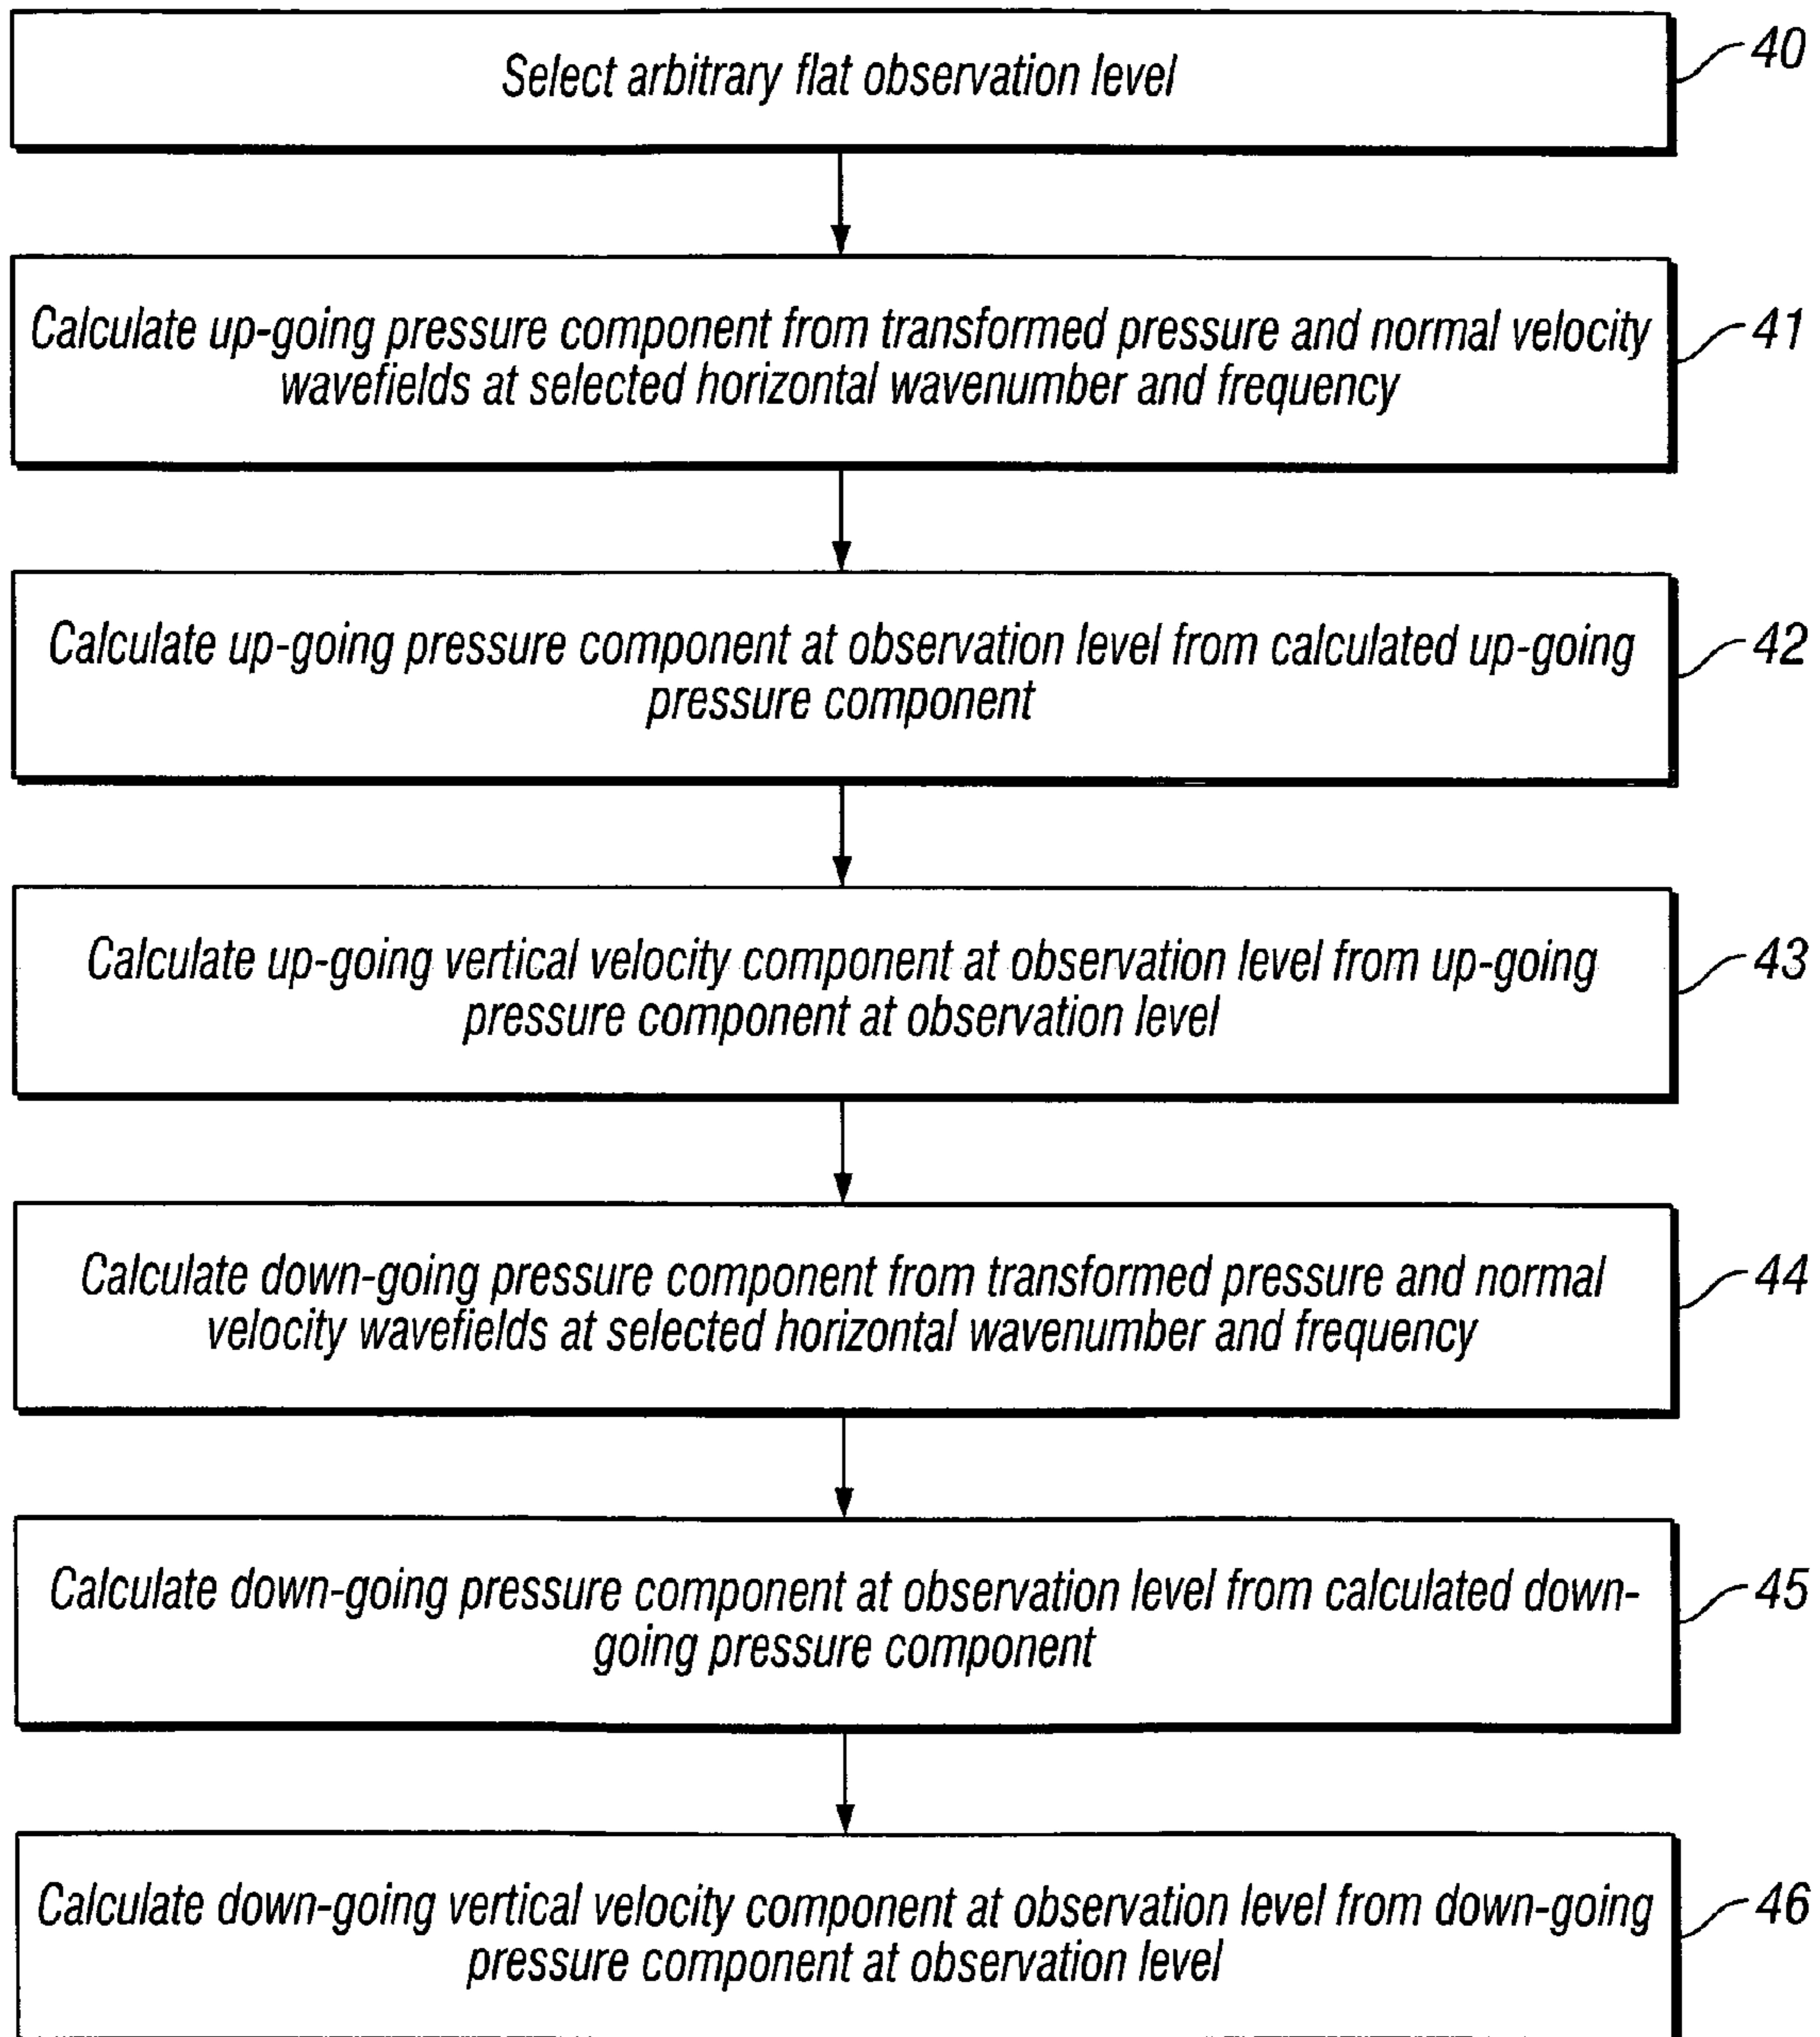 Select arbitrary flat observation level
40
Calculate up-going pressure component from transformed pressure and normal velocity
wavefields at selected horizontal wavenumber and frequency
41
Calculate up-going pressure component at observation level from calculated up-going
pressure component
42
Calculate up-going vertical velocity component at observation level from up-going
pressure component at observation level
43
Calculate down-going pressure component from transformed pressure and normal
velocity wavefields at selected horizontal wavenumber and frequency
44
Calculate down-going pressure component at observation level from calculated down-
going pressure component
45
Calculate down-going vertical velocity component at observation level from down-going
pressure component at observation level
46